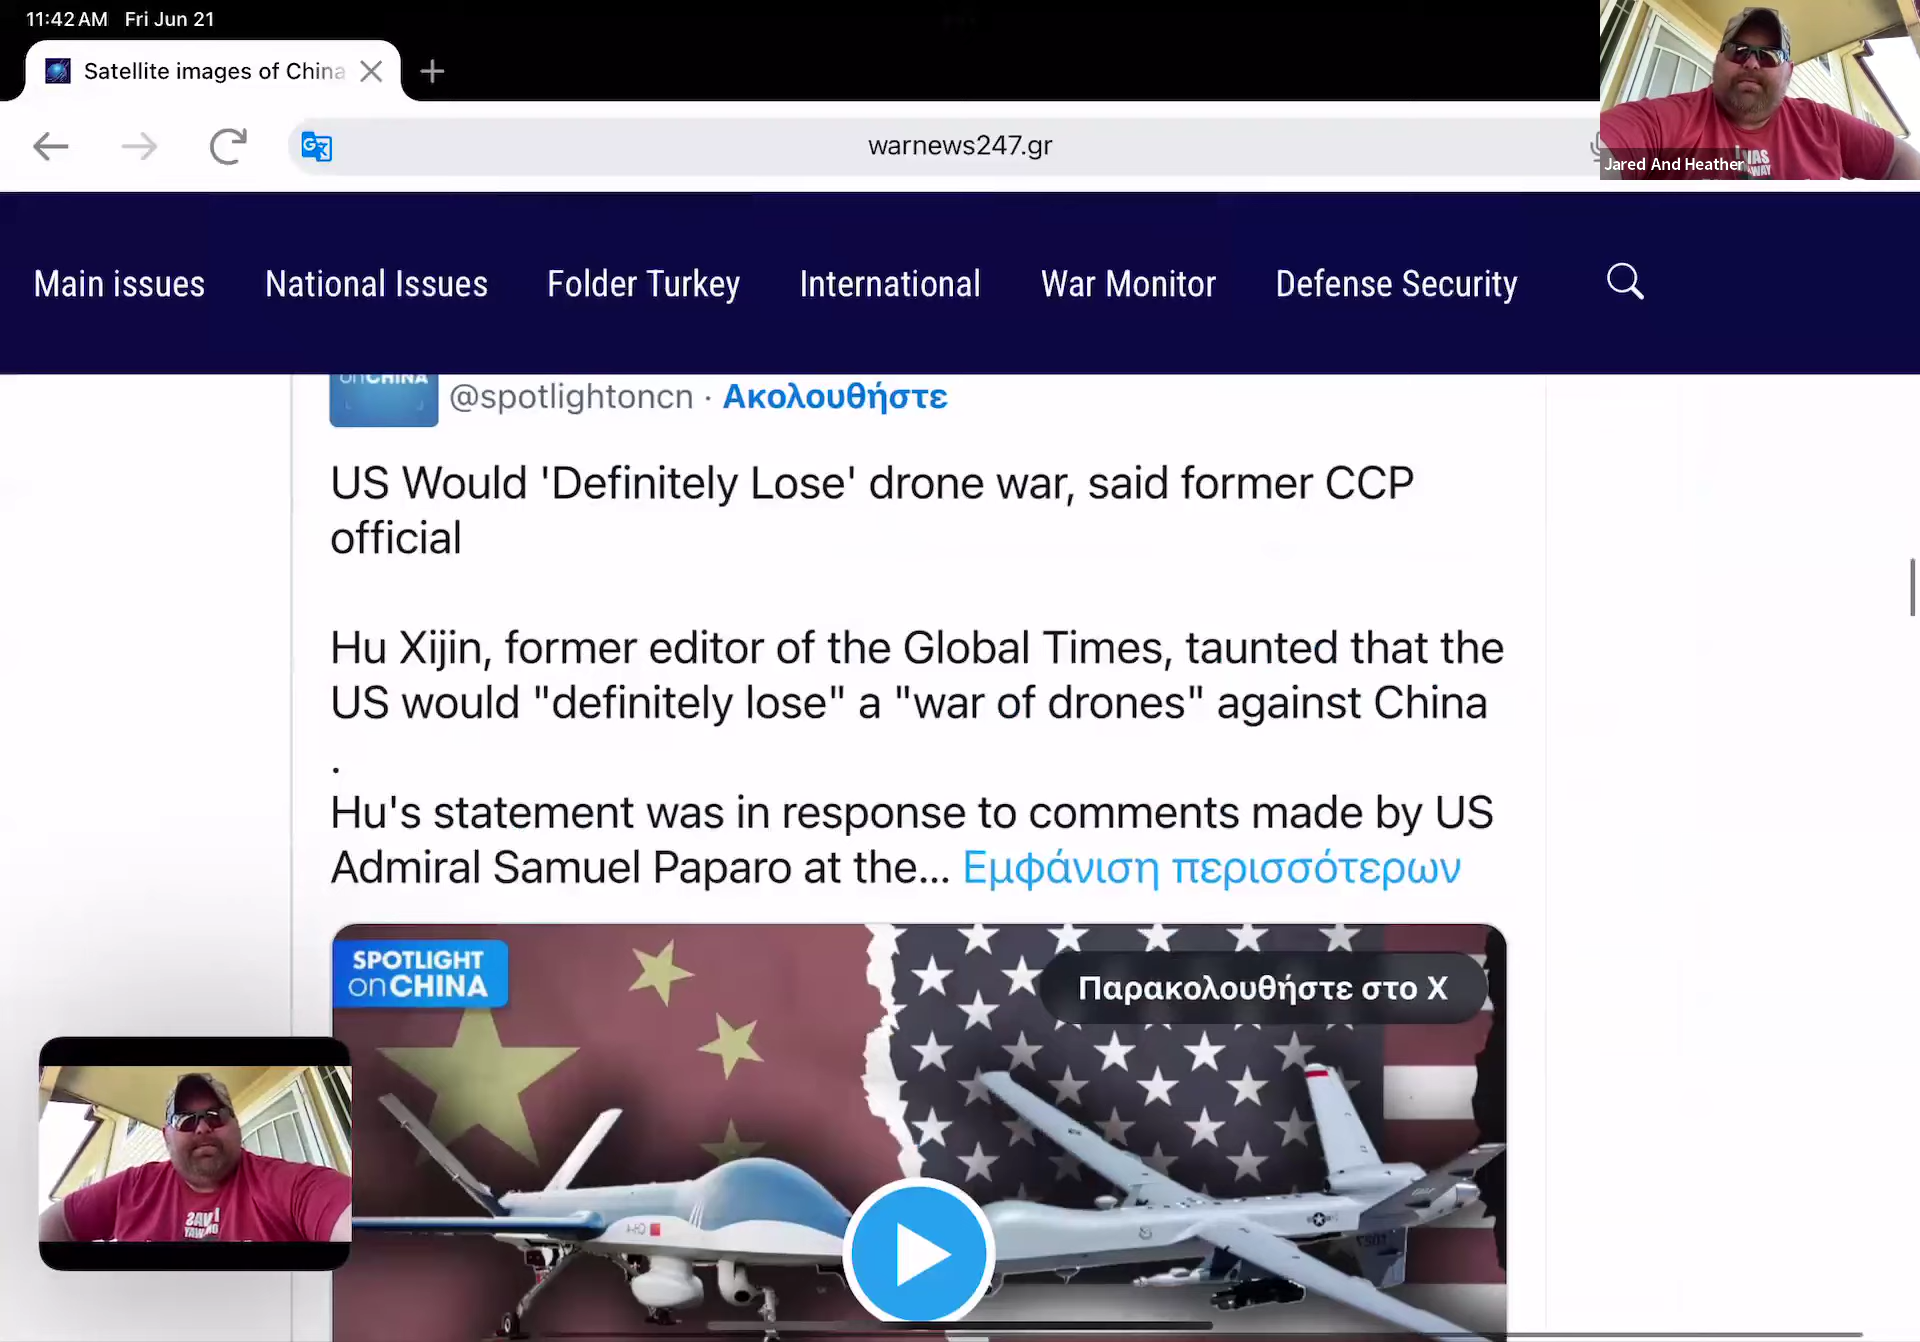 11:42 AM Fri Jun 21
Satellite images of China
warnews247.gr
Jared And Heather
Main issues National Issues Folder Turkey International War Monitor Defense Security
onCHINA
@spotlightoncn · Ακολουθήστε
US Would 'Definitely Lose' drone war, said former CCP
official
Hu Xijin, former editor of the Global Times, taunted that the
US would "definitely lose" a "war of drones" against China
.
Hu's statement was in response to comments made by US
Admiral Samuel Paparo at the... Εμφάνιση περισσότερων
SPOTLIGHT
onCHINA
Παρακολουθήστε στο X